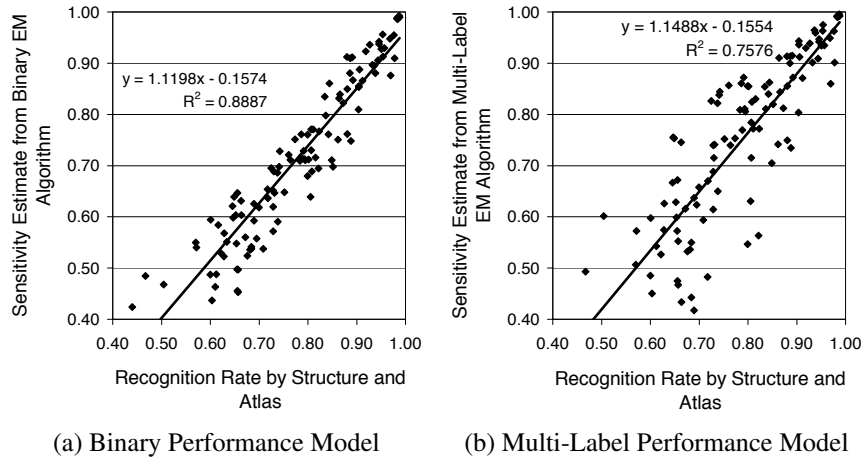 Sensitivity Estimate from Binary EM
Algorithm
1.00
0.90
0.80
0.70
0.60
0.50
0.40
y = 1.1198x - 0.1574
R² = 0.8887
0.40 0.50 0.60 0.70 0.80 0.90 1.00
Recognition Rate by Structure and
Atlas
(a) Binary Performance Model
Sensitivity Estimate from Multi-Label
EM Algorithm
1.00
0.90
0.80
0.70
0.60
0.50
0.40
y = 1.1488x - 0.1554
R² = 0.7576
0.40 0.50 0.60 0.70 0.80 0.90 1.00
Recognition Rate by Structure and
Atlas
(b) Multi-Label Performance Model